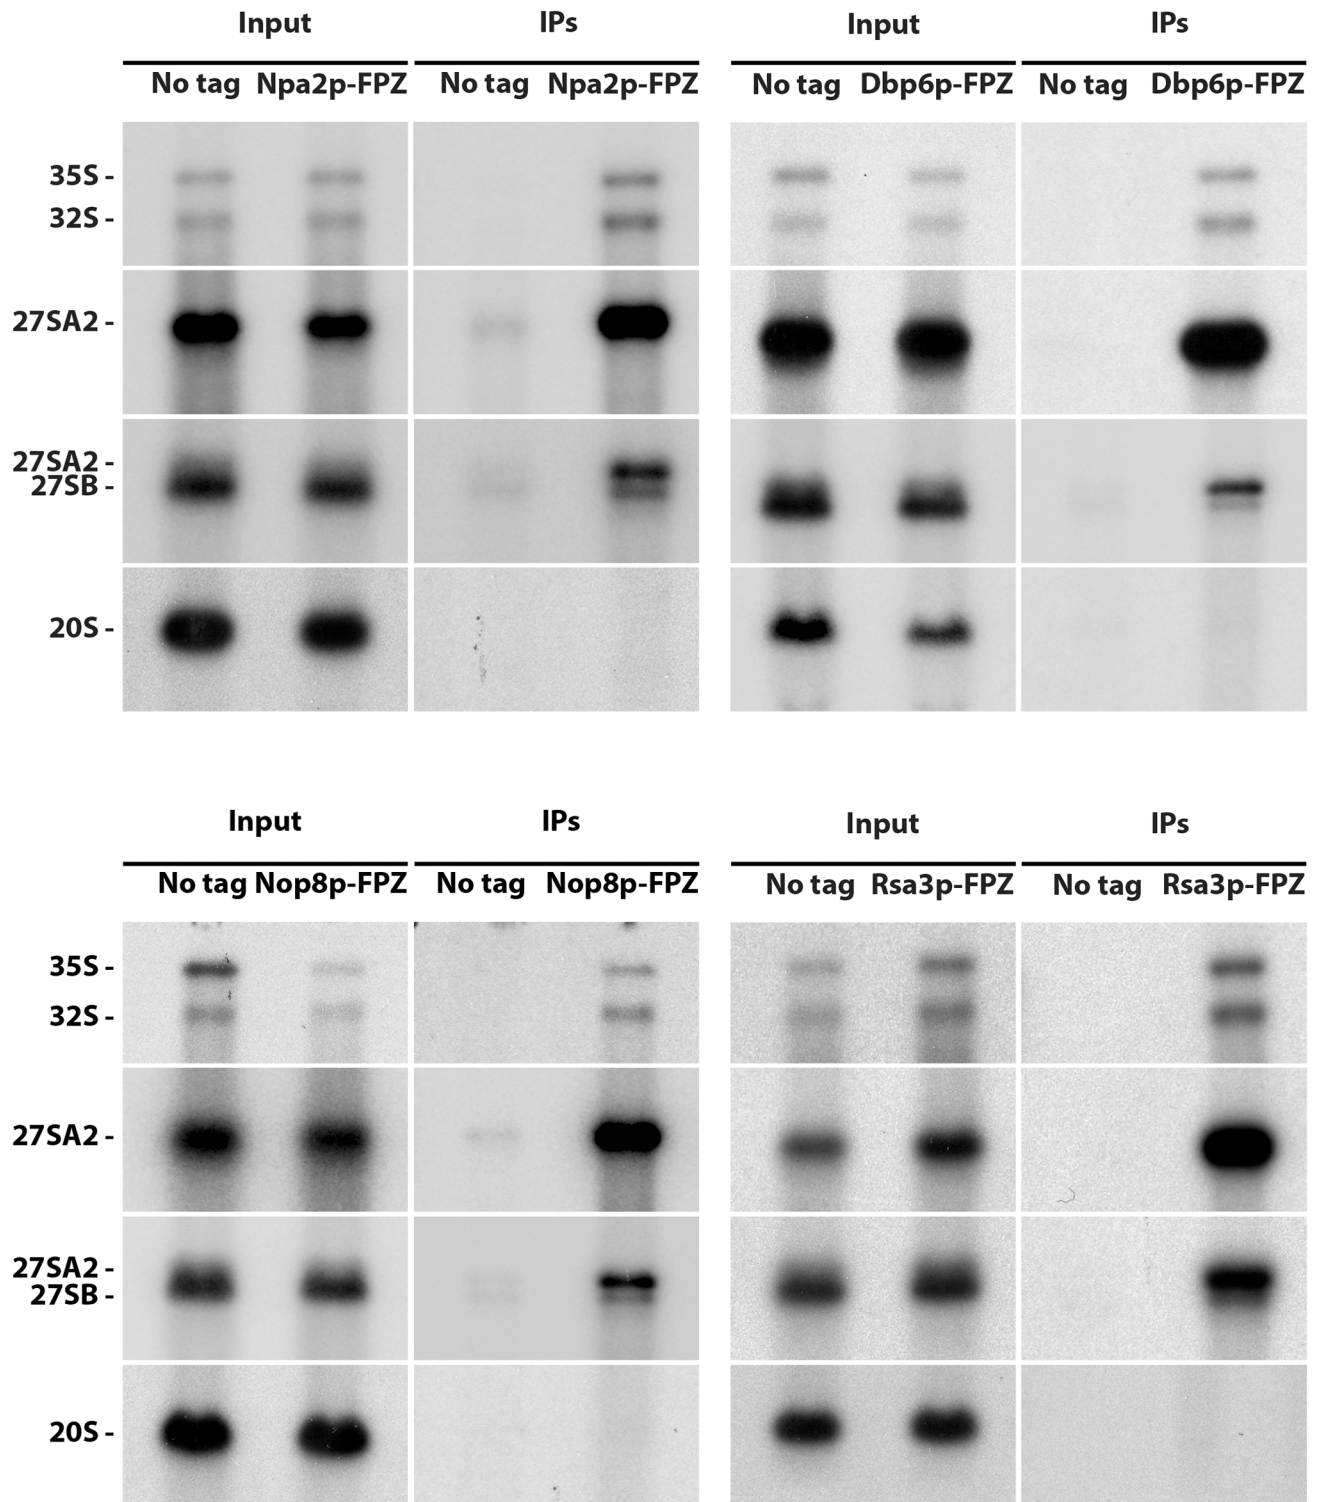 Input IPs Input IPs
No tag Npa2p-FPZ No tag Npa2p-FPZ No tag Dbp6p-FPZ No tag Dbp6p-FPZ
35S -
32S -
27SA2 -
27SA2 -
27SB -
20S -
Input IPs Input IPs
No tag Nop8p-FPZ No tag Nop8p-FPZ No tag Rsa3p-FPZ No tag Rsa3p-FPZ
35S -
32S -
27SA2 -
27SA2 -
27SB -
20S -